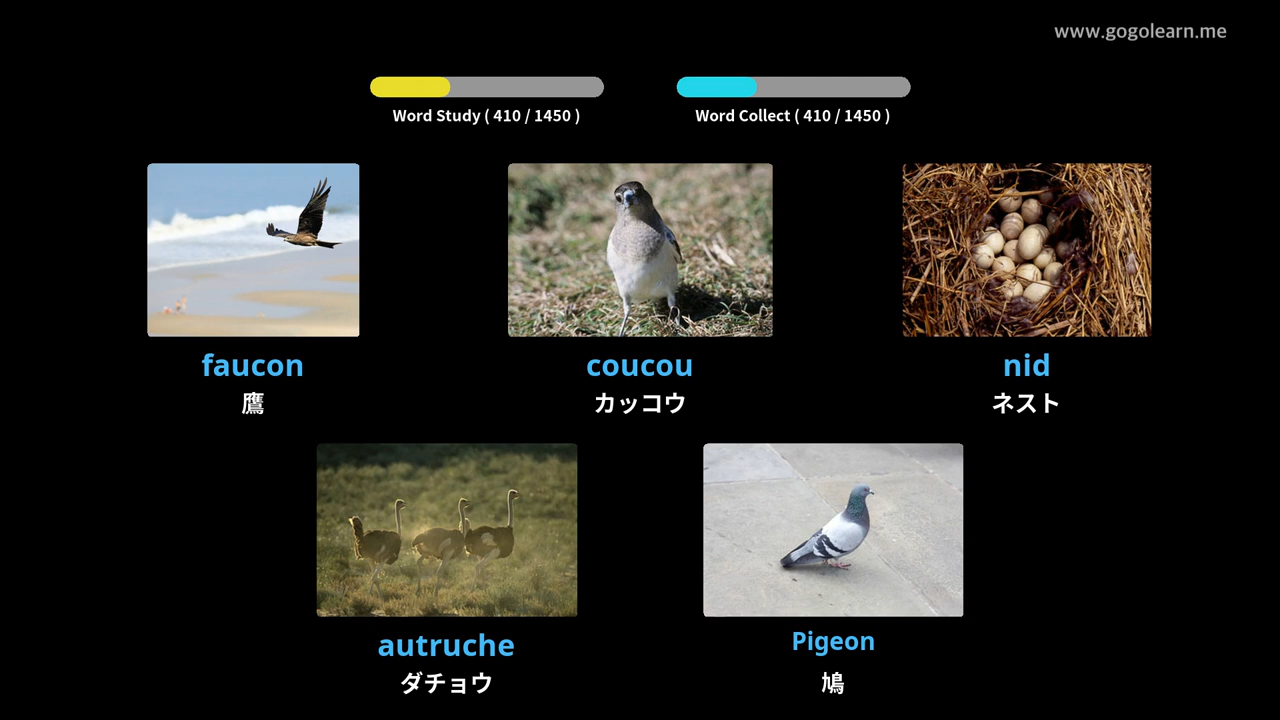 www.gogolearn.me
Word Study ( 410 / 1450 )
Word Collect ( 410 / 1450 )
faucon
鷹
coucou
カッコウ
nid
ネスト
autruche
ダチョウ
Pigeon
鳩